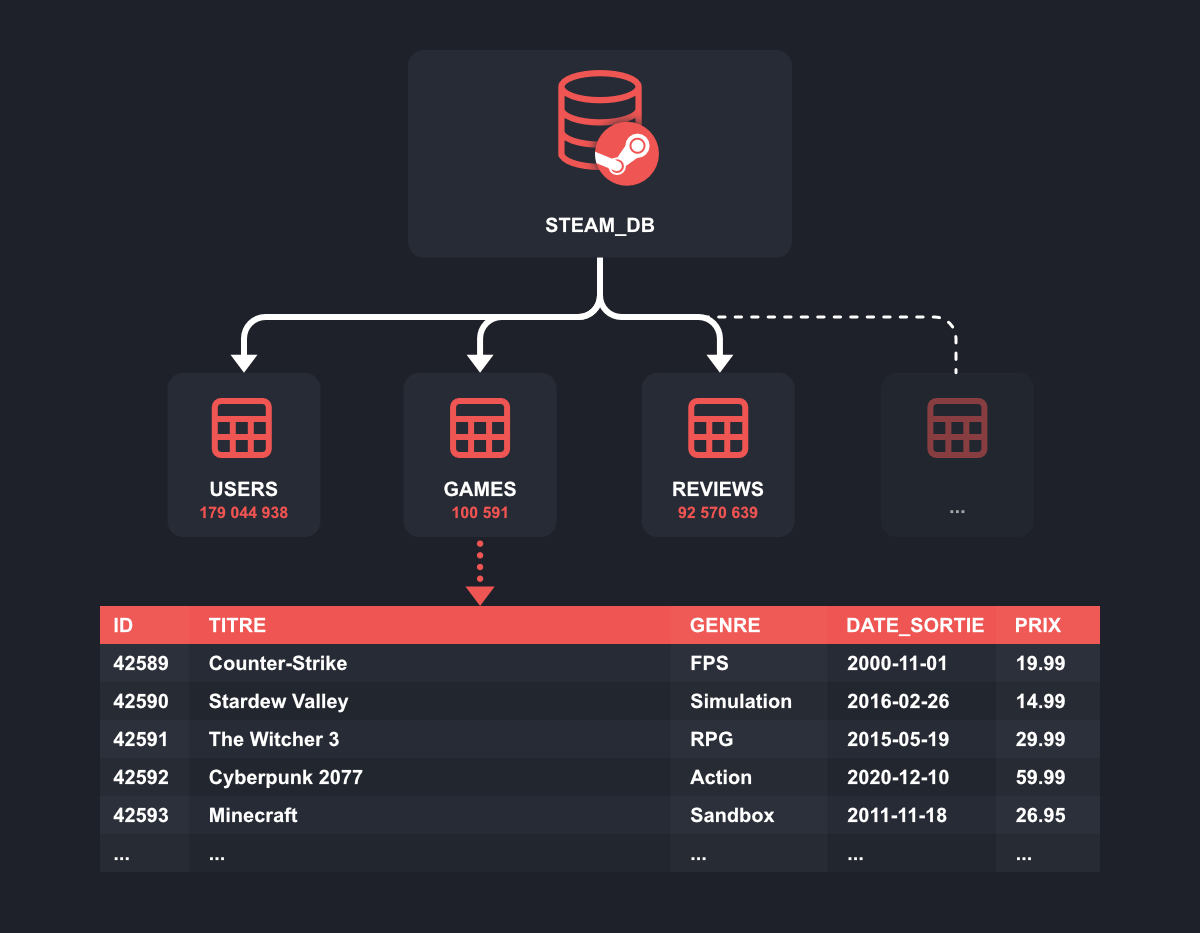 STEAM_DB
USERS GAMES REVIEWS
179 044 938 100 591 92 570 639 ...
ID TITRE GENRE DATE_SORTIE PRIX
42589 Counter-Strike FPS 2000-11-01 19.99
42590 Stardew Valley Simulation 2016-02-26 14.99
42591 The Witcher 3 RPG 2015-05-19 29.99
42592 Cyberpunk 2077 Action 2020-12-10 59.99
42593 Minecraft Sandbox 2011-11-18 26.95
... ... ... ... ...